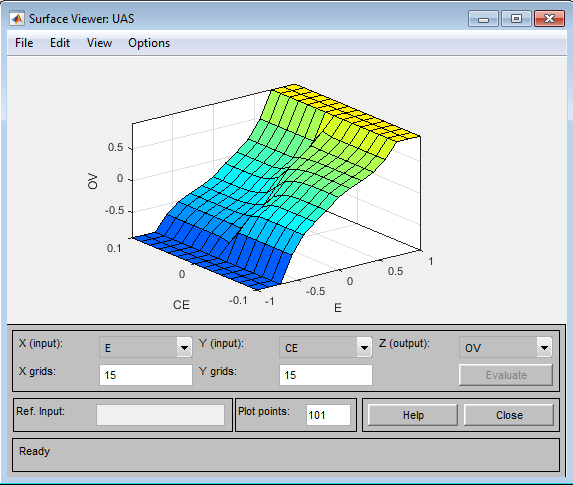 Surface Viewer: UAS
File Edit View Options
0.5
0
-0.5
OV
0.1
0
-0.1
CE
-1
-0.5
0
0.5
1
E
X (input): E Y (input): CE Z (output): OV
X grids: 15 Y grids: 15 Evaluate
Ref. Input: Plot points: 101 Help Close
Ready